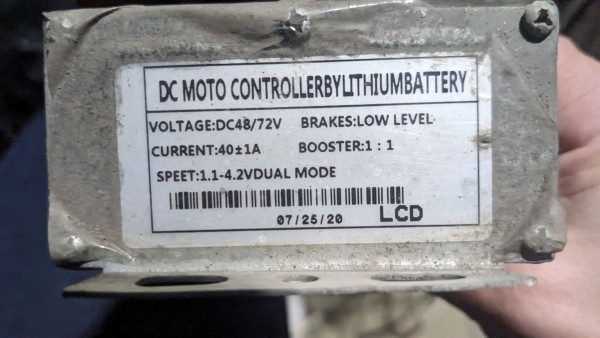 DC MOTO CONTROLLERBYLITHIUMBATTERY
VOLTAGE:DC48/72V BRAKES:LOW LEVEL
CURRENT:40±1A BOOSTER:1 : 1
SPEET:1.1-4.2VDUAL MODE
07/25/20 LCD